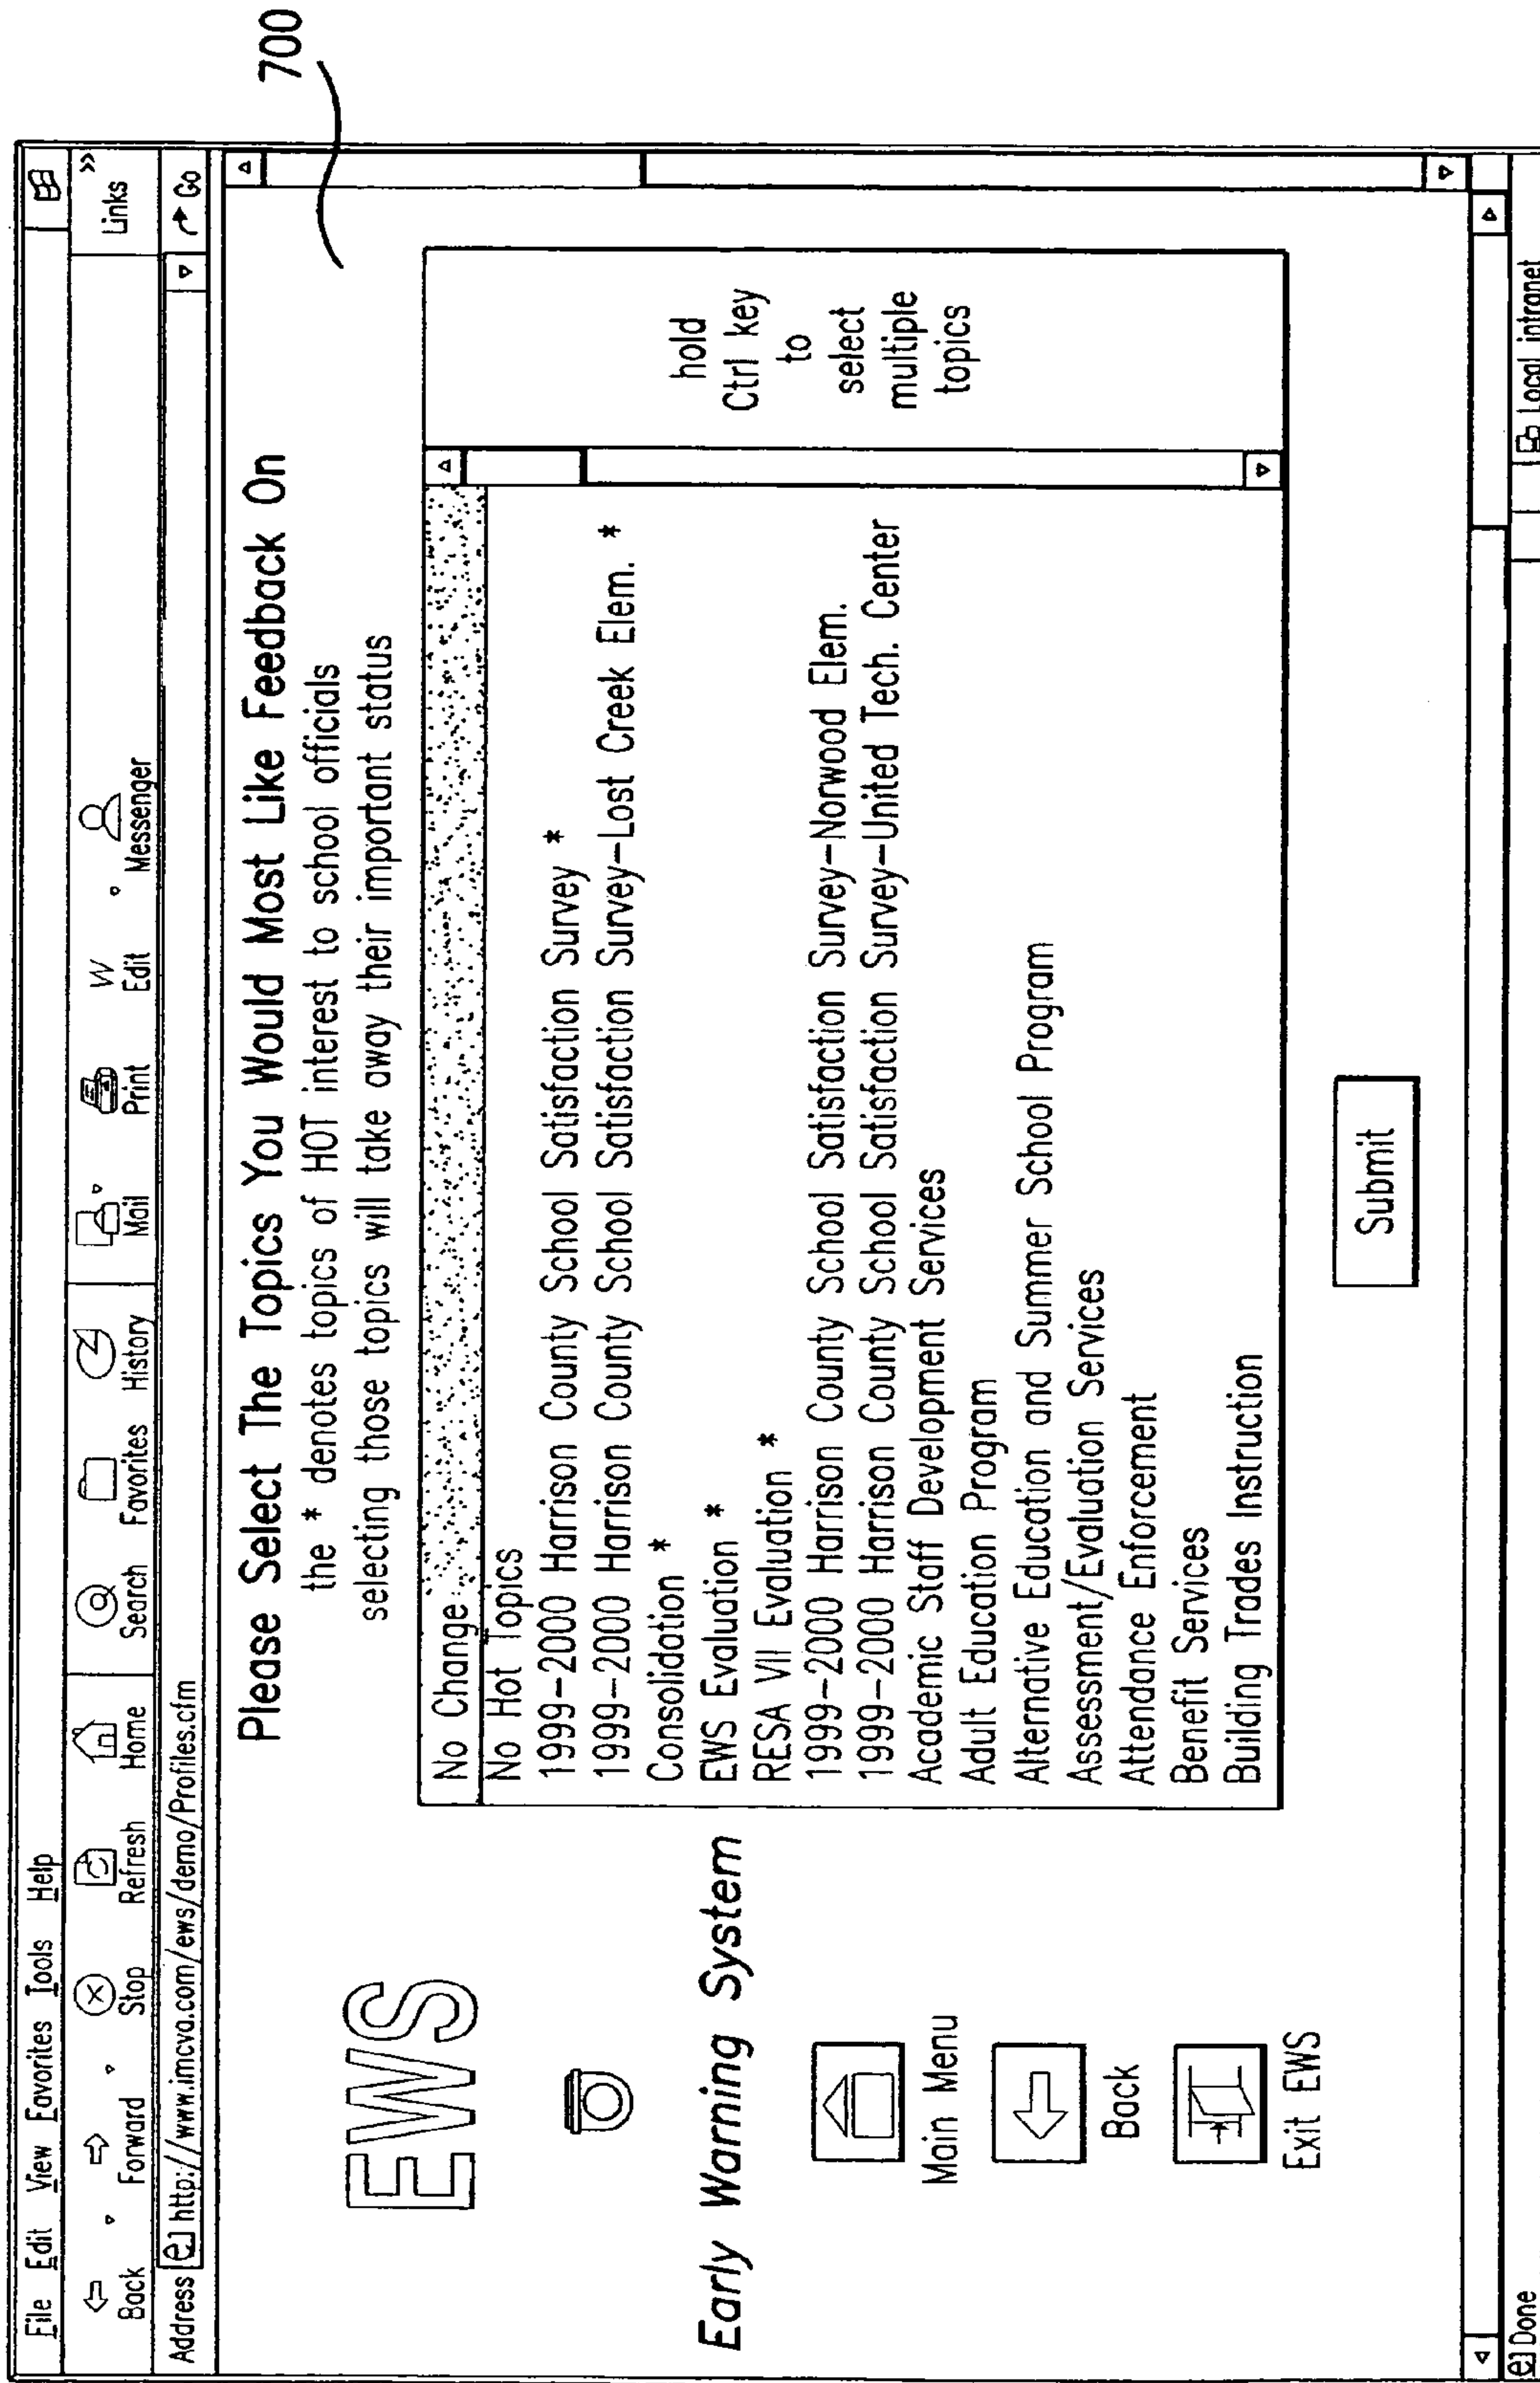 700
File Edit View Favorites Tools Help
Back Forward Stop Refresh Home Search Favorites History Mail Print Edit Messenger Links »
Address http://www.imcva.com/ews/demo/Profiles.cfm Go
EWS
Early Warning System
Main Menu
Back
Exit EWS
Please Select The Topics You Would Most Like Feedback On
the * denotes topics of HOT interest to school officials
selecting those topics will take away their important status
No Change
No Hot Topics
1999-2000 Harrison County School Satisfaction Survey *
1999-2000 Harrison County School Satisfaction Survey-Lost Creek Elem. *
Consolidation *
EWS Evaluation *
RESA VII Evaluation *
1999-2000 Harrison County School Satisfaction Survey-Norwood Elem.
1999-2000 Harrison County School Satisfaction Survey-United Tech. Center
Academic Staff Development Services
Adult Education Program
Alternative Education and Summer School Program
Assessment/Evaluation Services
Attendance Enforcement
Benefit Services
Building Trades Instruction
hold
Ctrl key
to
select
multiple
topics
Submit
Done
Local intranet